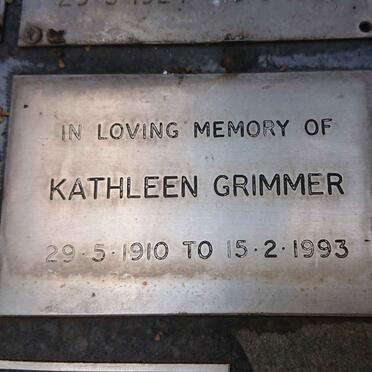 IN LOVING MEMORY OF
KATHLEEN GRIMMER
29·5·1910 TO 15·2·1993